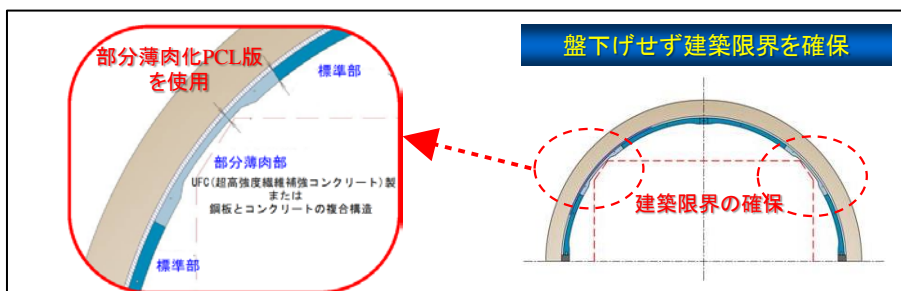 部分薄肉化PCL版
を使用
標準部
部分薄肉部
UFC(超高強度繊維補強コンクリート)製
または
鋼板とコンクリートの複合構造
標準部
盤下げせず建築限界を確保
建築限界の確保